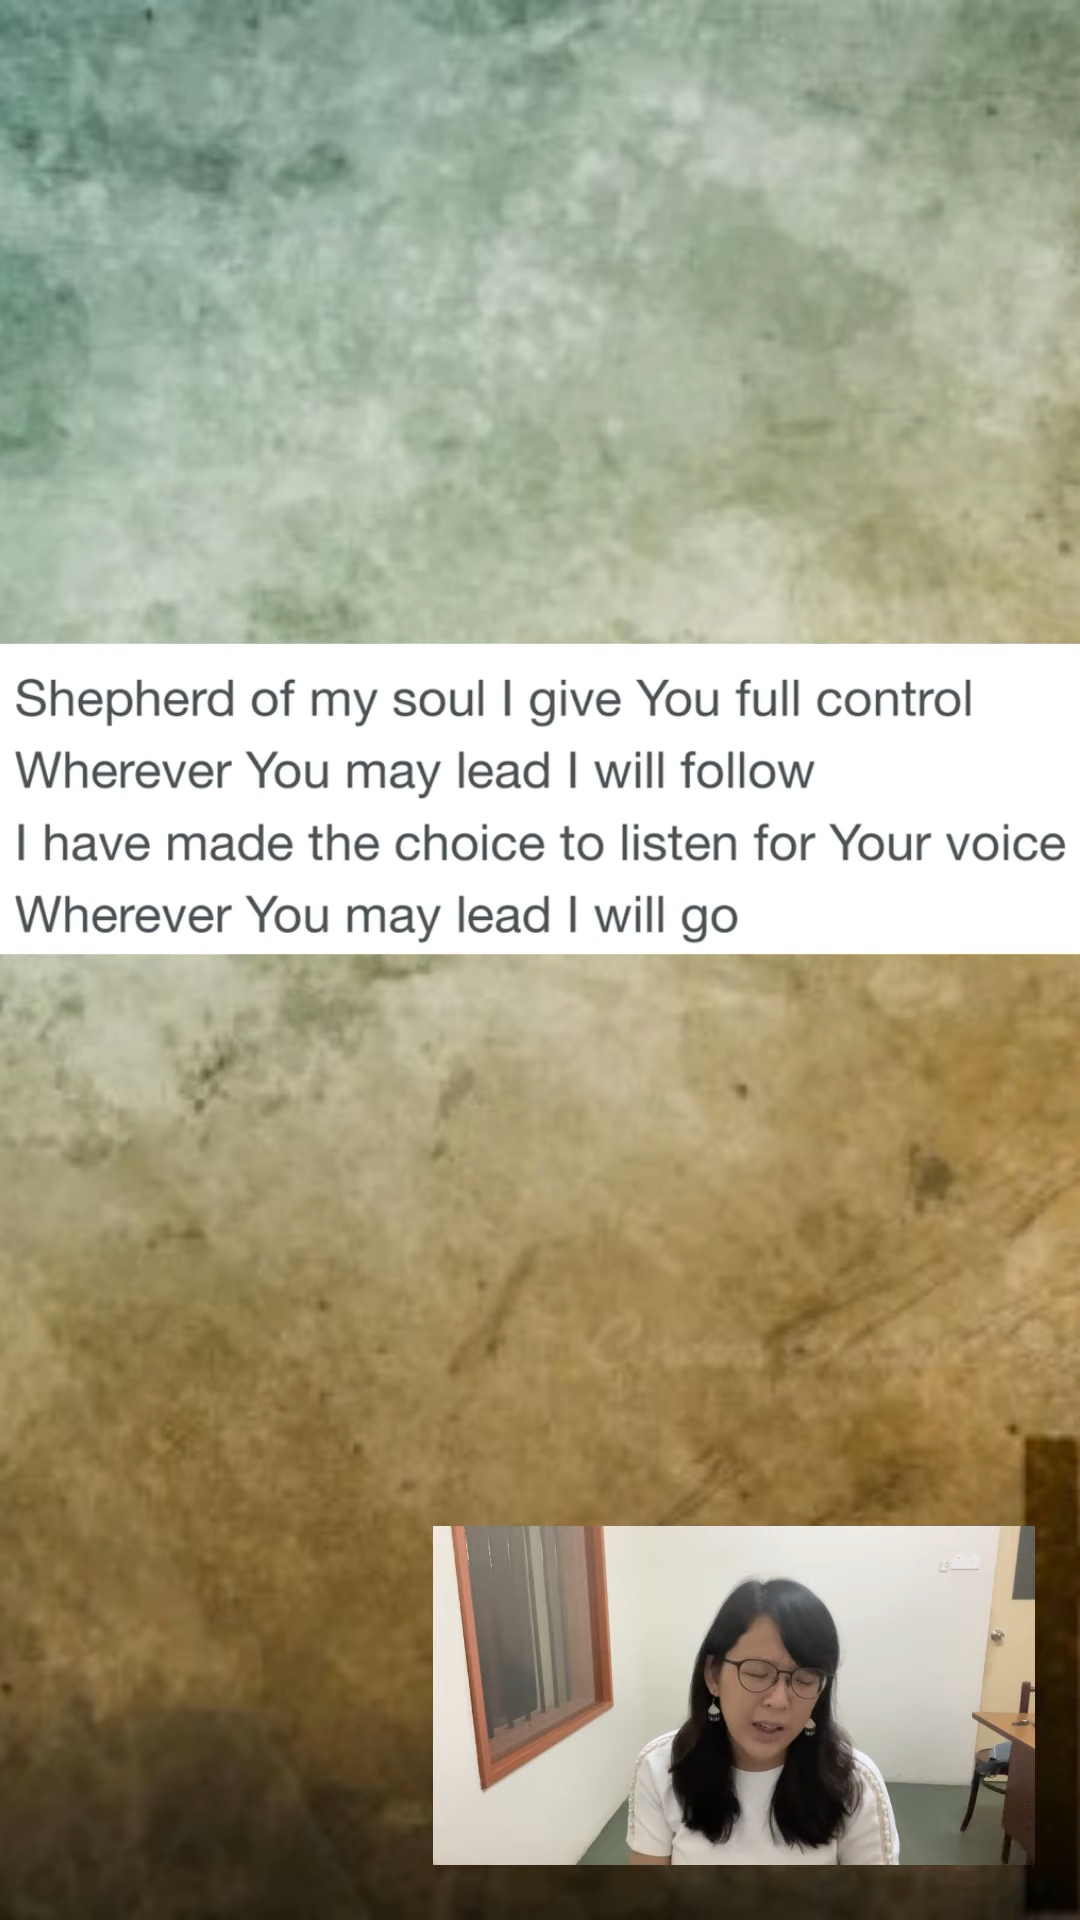 Shepherd of my soul I give You full control
Wherever You may lead I will follow
I have made the choice to listen for Your voice
Wherever You may lead I will go